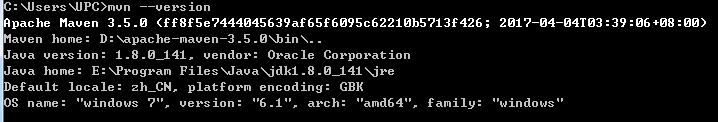 C:\Users\UPC>mvn --version
Apache Maven 3.5.0 (ff8f5e7444045639af65f6095c62210b5713f426; 2017-04-04T03:39:06+08:00)
Maven home: D:\apache-maven-3.5.0\bin\..
Java version: 1.8.0_141, vendor: Oracle Corporation
Java home: E:\Program Files\Java\jdk1.8.0_141\jre
Default locale: zh_CN, platform encoding: GBK
OS name: "windows 7", version: "6.1", arch: "amd64", family: "windows"